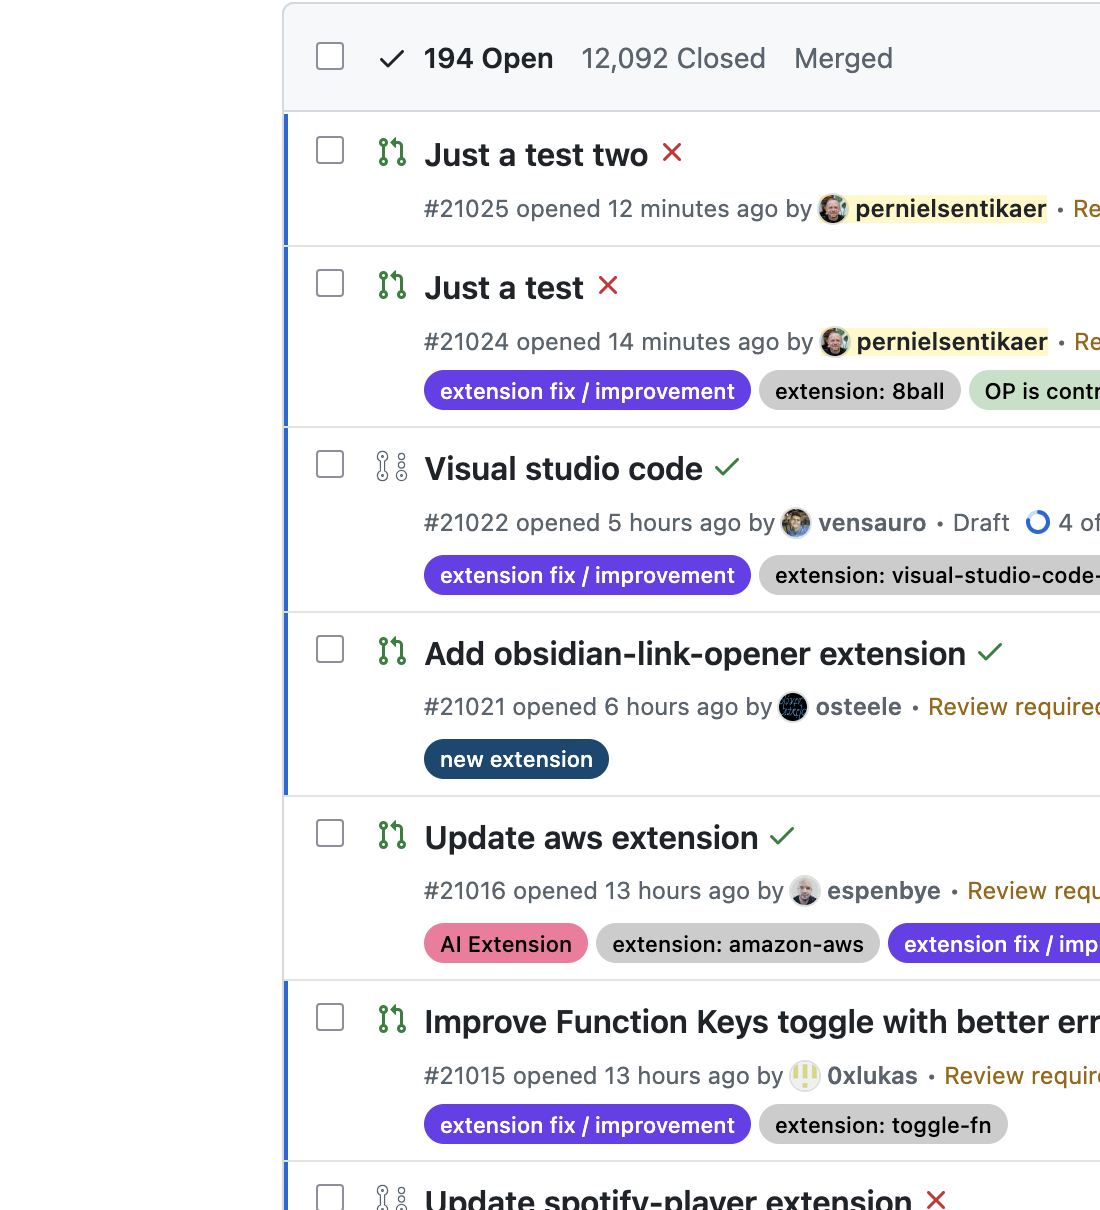 194 Open 12,092 Closed Merged
Just a test two
#21025 opened 12 minutes ago by pernielsentikaer • Re
Just a test
#21024 opened 14 minutes ago by pernielsentikaer • Re
extension fix / improvement extension: 8ball OP is contr
Visual studio code
#21022 opened 5 hours ago by vensauro • Draft 4 of
extension fix / improvement extension: visual-studio-code-
Add obsidian-link-opener extension
#21021 opened 6 hours ago by osteele • Review required
new extension
Update aws extension
#21016 opened 13 hours ago by espenbye • Review requ
AI Extension extension: amazon-aws extension fix / imp
Improve Function Keys toggle with better err
#21015 opened 13 hours ago by 0xlukas • Review requir
extension fix / improvement extension: toggle-fn
Update spotify-player extension